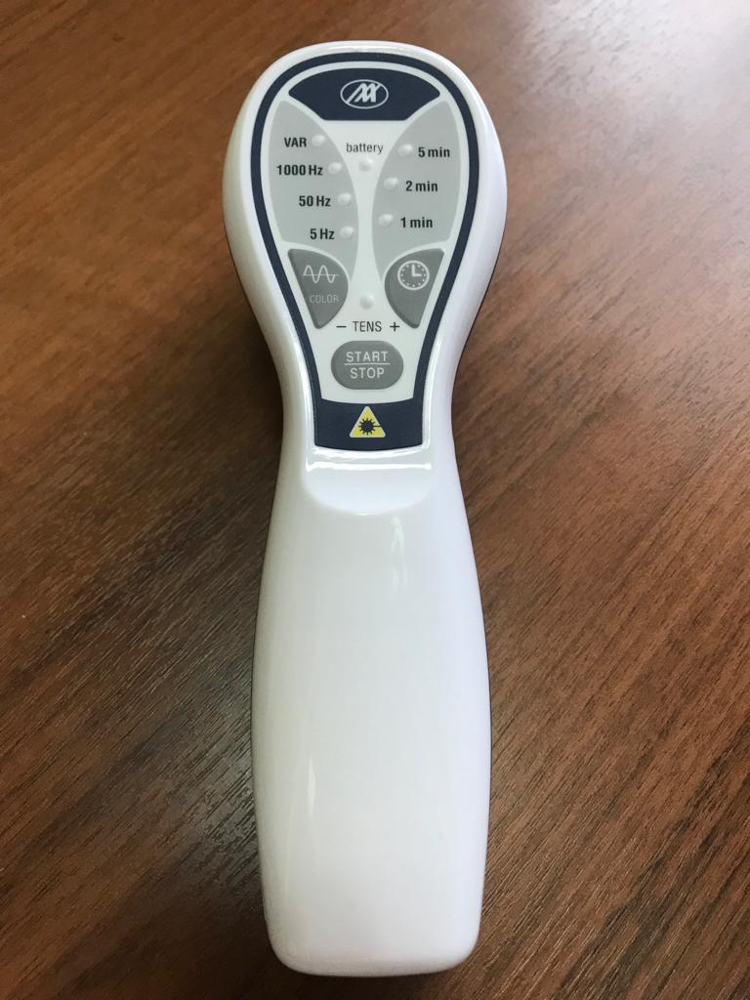 VAR
1000 Hz
50 Hz
5 Hz
battery
5 min
2 min
1 min
COLOR
− TENS +
START
STOP